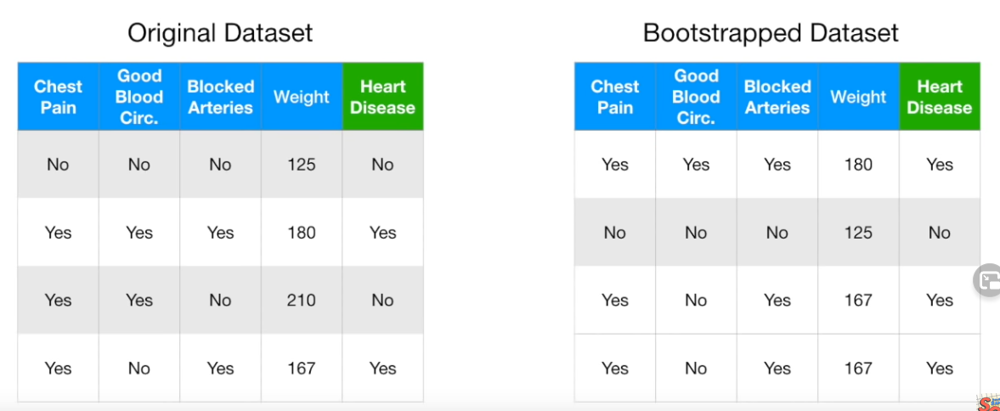 Original Dataset
Chest Pain Good Blood Circ. Blocked Arteries Weight Heart Disease
No No No 125 No
Yes Yes Yes 180 Yes
Yes Yes No 210 No
Yes No Yes 167 Yes
Bootstrapped Dataset
Chest Pain Good Blood Circ. Blocked Arteries Weight Heart Disease
Yes Yes Yes 180 Yes
No No No 125 No
Yes No Yes 167 Yes
Yes No Yes 167 Yes